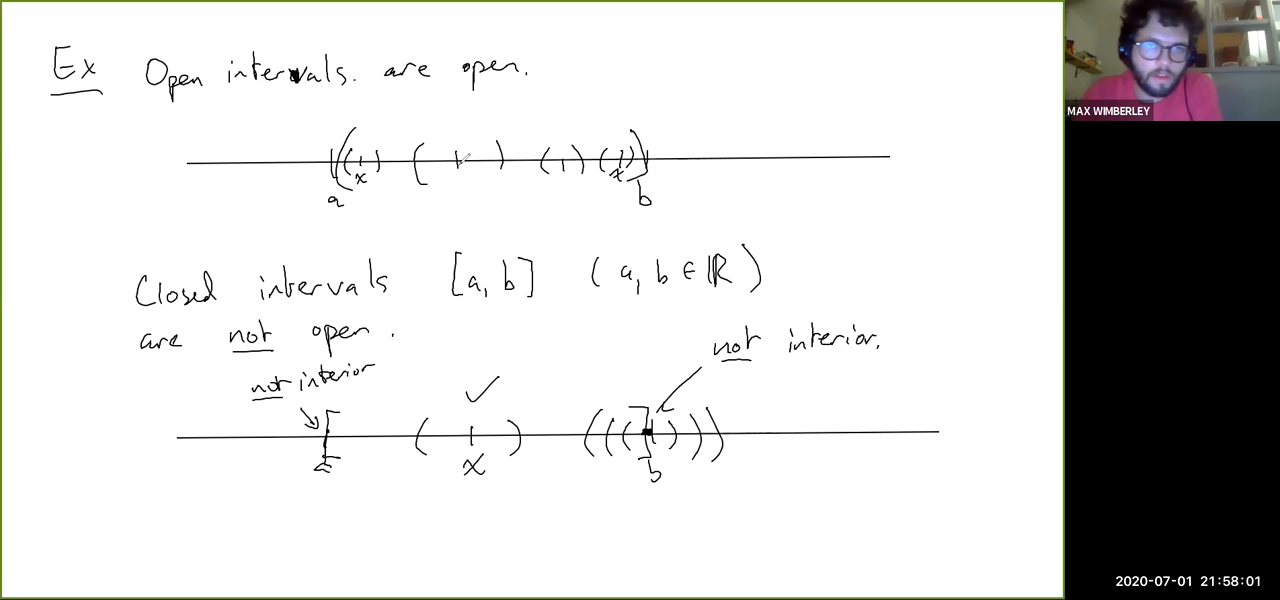 Ex Open intervals. are open.
( ( | ) ( | ) ( | ) ( | ) )
x x
a b
Closed intervals [a, b] (a, b ∈ ℝ)
are not open.
not interior.
not interior
✓
[ ( | ) ( ( ( ] | ) ) )
a x b
MAX WIMBERLEY
2020-07-01 21:58:01